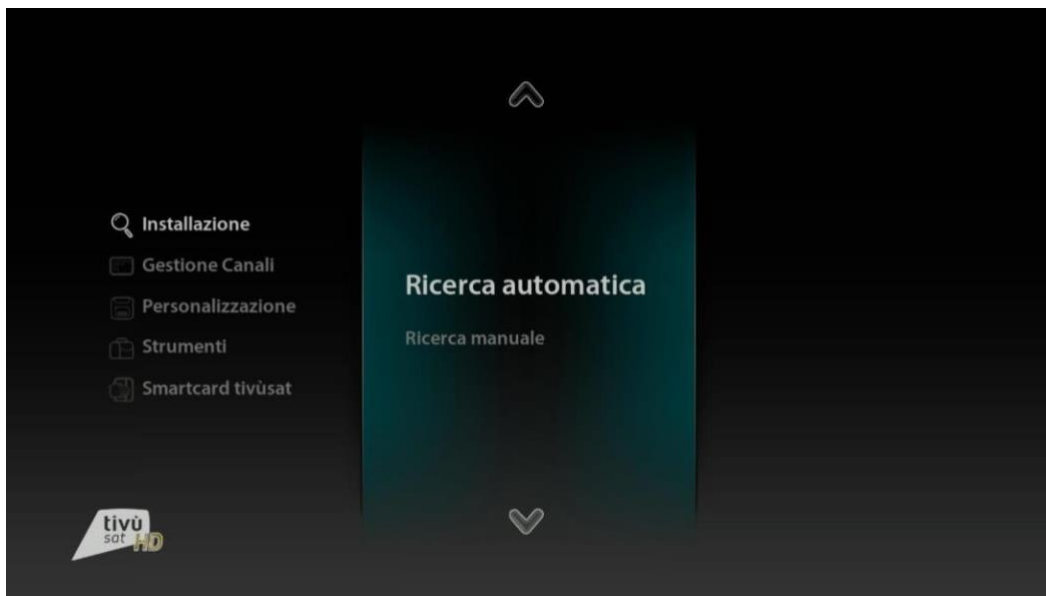 Installazione
Gestione Canali
Personalizzazione
Strumenti
Smartcard tivùsat
Ricerca automatica
Ricerca manuale
tivù
sat HD